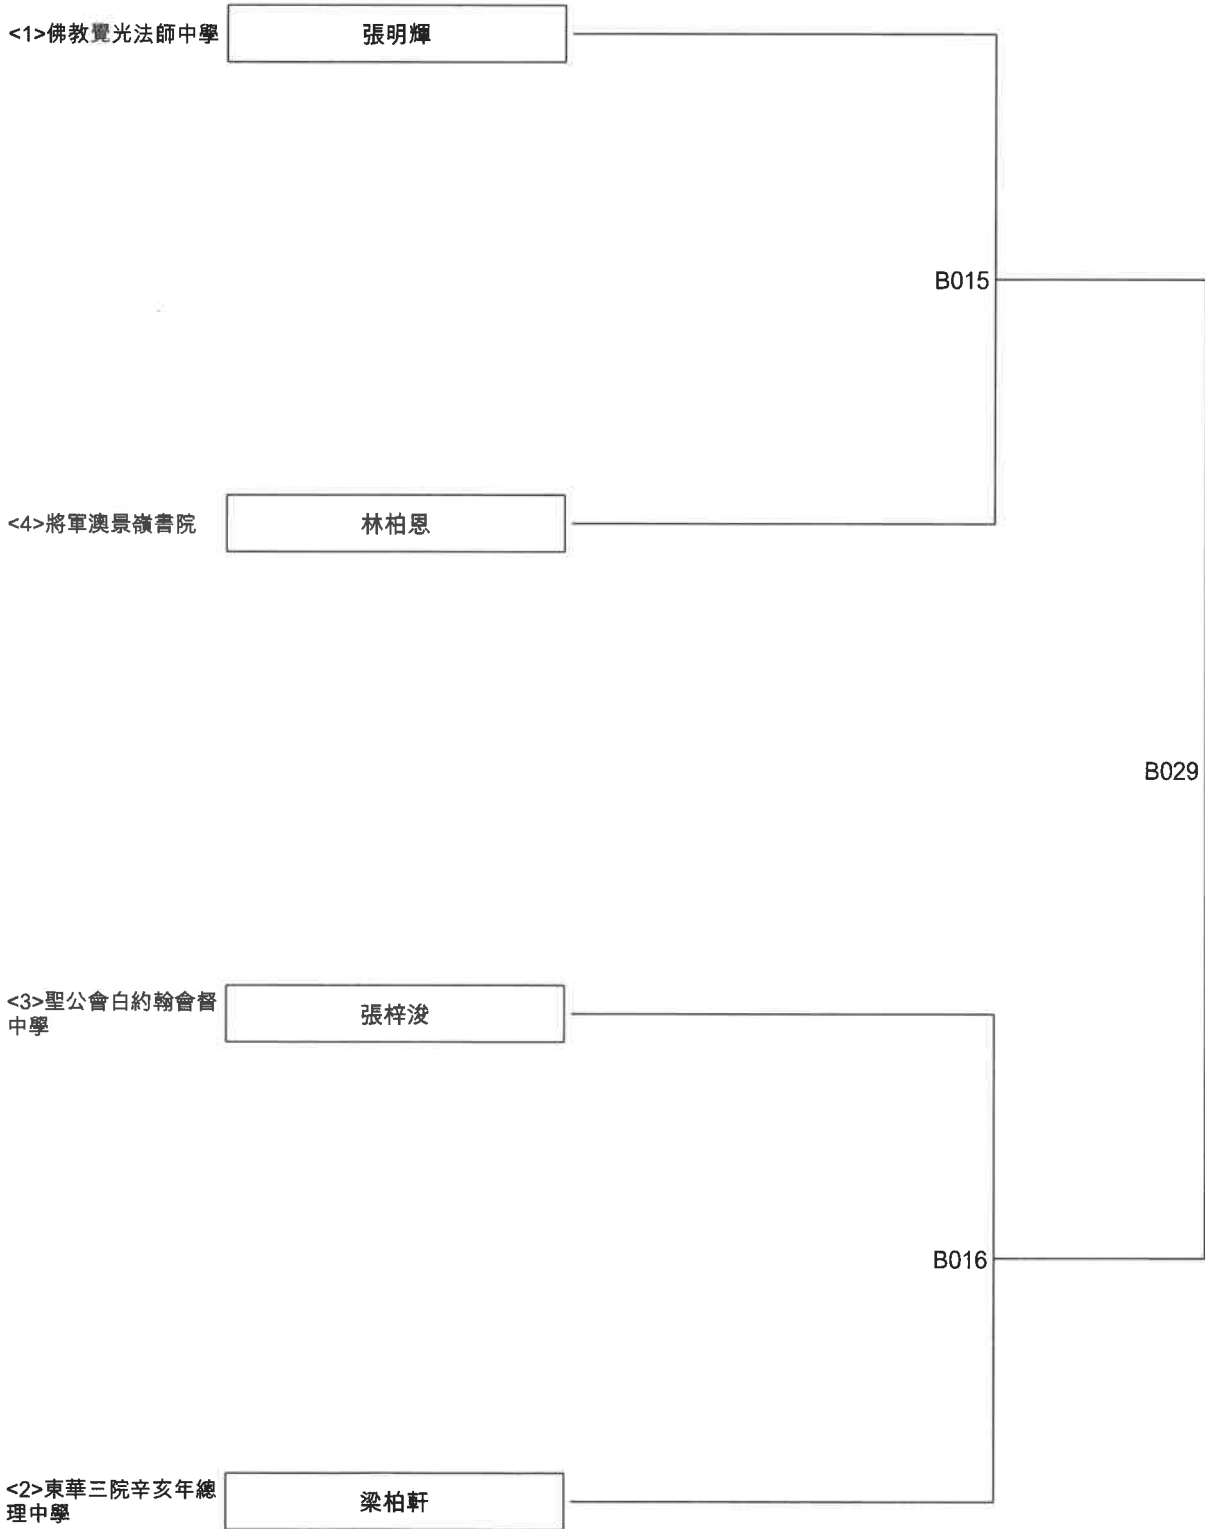 <1>佛教覺光法師中學
張明輝
B015
<4>將軍澳景嶺書院
林柏恩
B029
<3>聖公會白約翰會督
中學
張梓浚
B016
<2>東華三院辛亥年總
理中學
梁柏軒